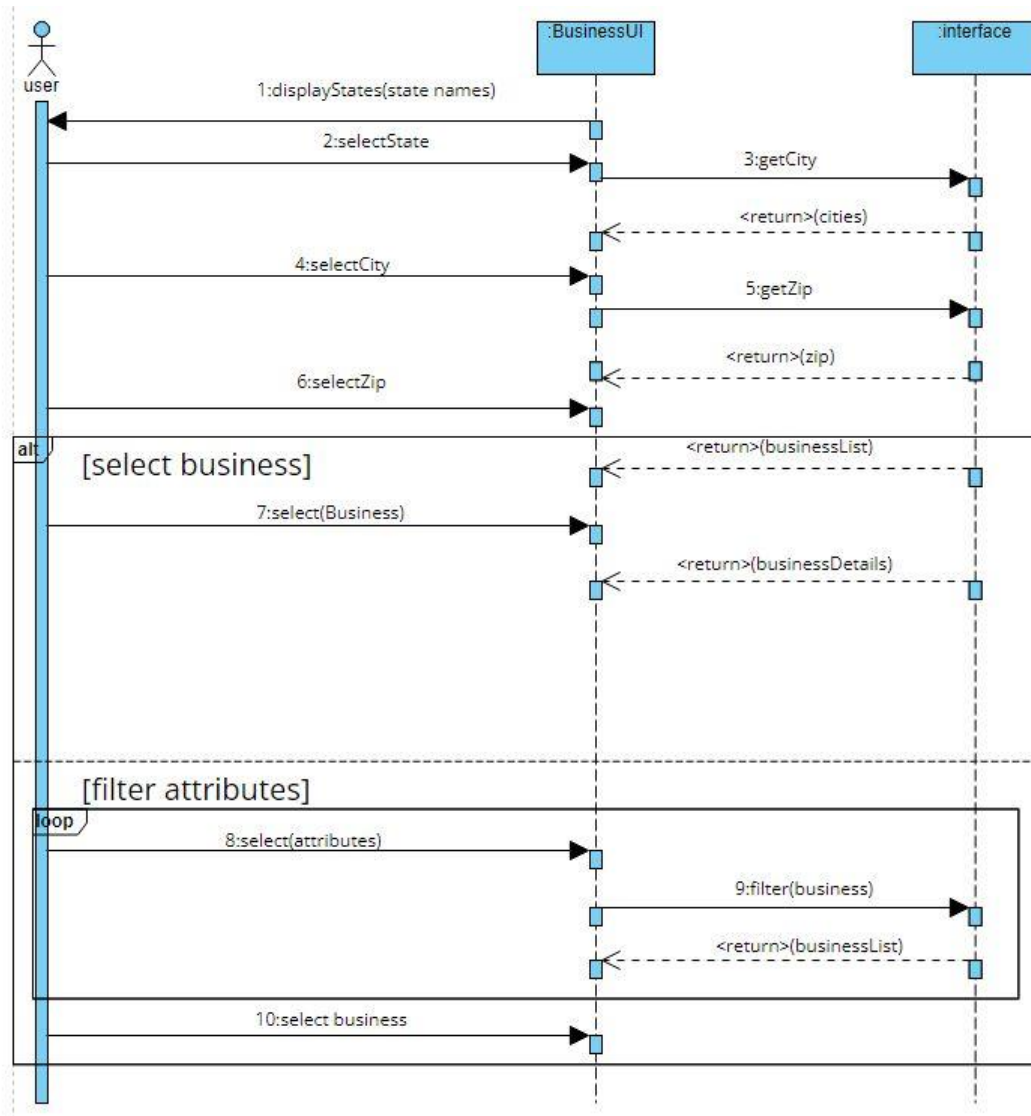 :BusinessUI
:interface
user
1:displayStates(state names)
2:selectState
3:getCity
<return>(cities)
4:selectCity
5:getZip
<return>(zip)
6:selectZip
alt
[select business]
<return>(businessList)
7:select(Business)
<return>(businessDetails)
[filter attributes]
loop
8:select(attributes)
9:filter(business)
<return>(businessList)
10:select business